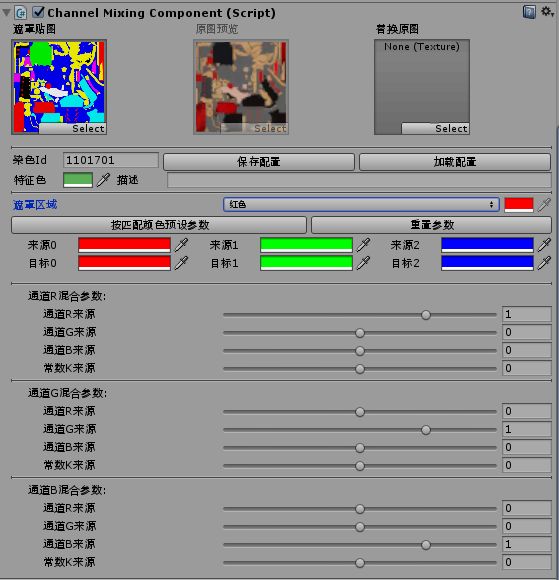 Channel Mixing Component (Script)
遮罩贴图 原图预览 替换原图
None (Texture)
Select Select Select
染色Id 1101701 保存配置 加载配置
特征色 描述
遮罩区域 红色
按匹配颜色预设参数 重置参数
来源0 来源1 来源2
目标0 目标1 目标2
通道R混合参数:
通道R来源 1
通道G来源 0
通道B来源 0
常数K来源 0
通道G混合参数:
通道R来源 0
通道G来源 1
通道B来源 0
常数K来源 0
通道B混合参数:
通道R来源 0
通道G来源 0
通道B来源 1
常数K来源 0